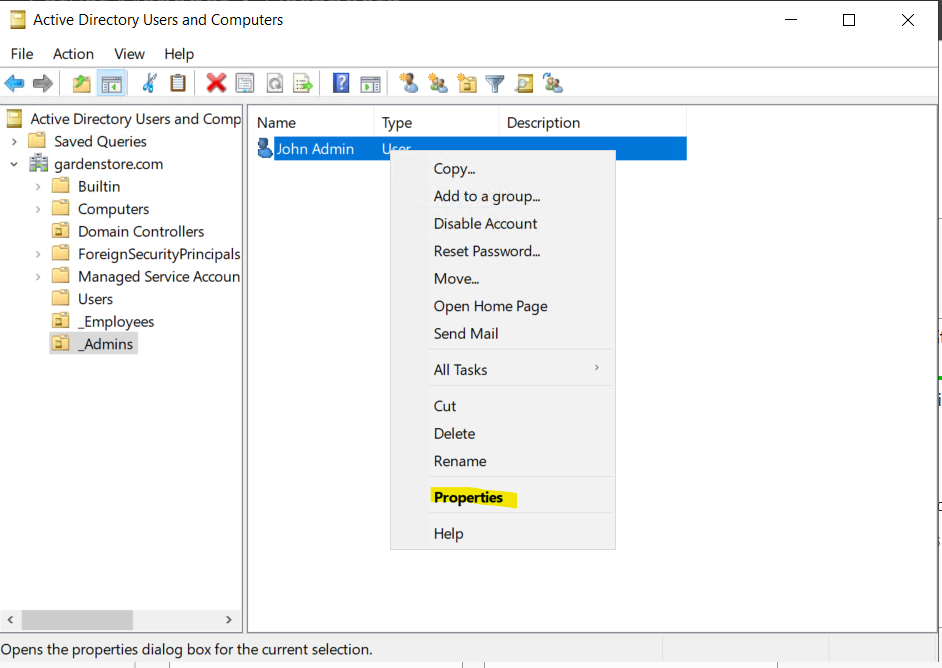 Active Directory Users and Computers
File Action View Help
Active Directory Users and Comp
Saved Queries
gardenstore.com
Builtin
Computers
Domain Controllers
ForeignSecurityPrincipals
Managed Service Accoun
Users
_Employees
_Admins
Name Type Description
John Admin User
Copy...
Add to a group...
Disable Account
Reset Password...
Move...
Open Home Page
Send Mail
All Tasks
Cut
Delete
Rename
Properties
Help
Opens the properties dialog box for the current selection.